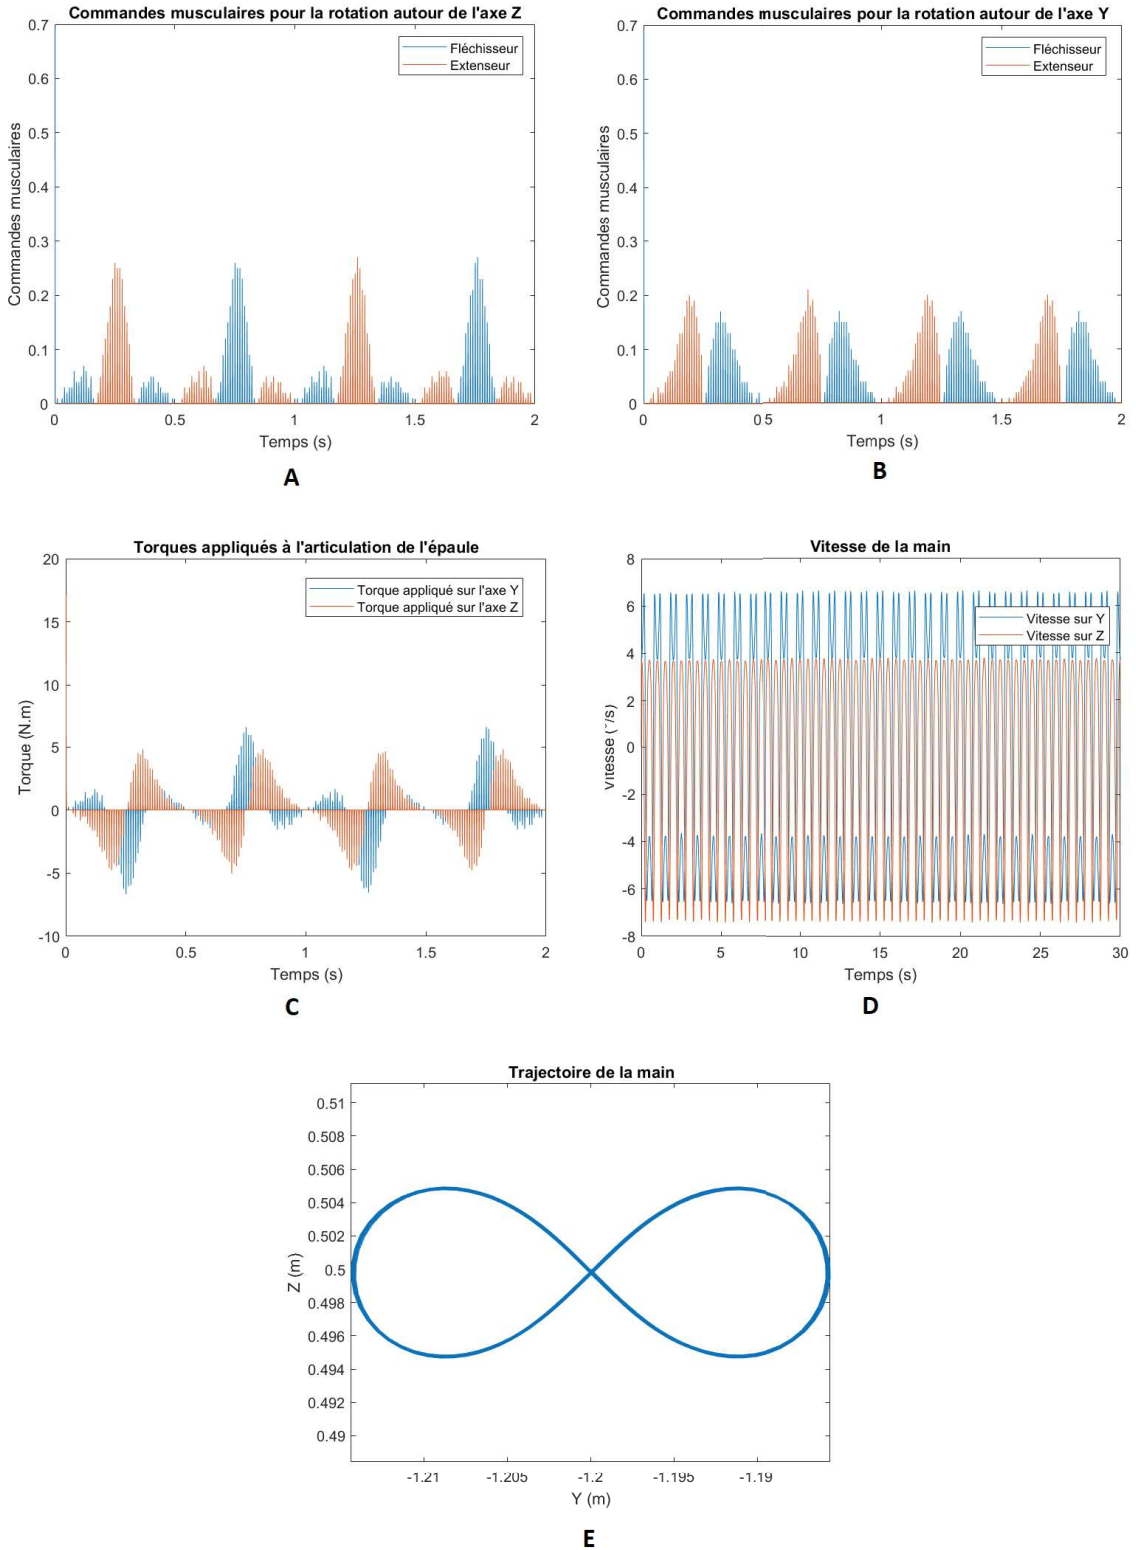 Commandes musculaires pour la rotation autour de l'axe Z
0.7
0.6
0.5
0.4
0.3
0.2
0.1
0
Commandes musculaires
Fléchisseur
Extenseur
0 0.5 1 1.5 2
Temps (s)
A
Commandes musculaires pour la rotation autour de l'axe Y
0.7
0.6
0.5
0.4
0.3
0.2
0.1
0
Commandes musculaires
Fléchisseur
Extenseur
0 0 5 1 1.5 2
Temps (s)
B
Torques appliqués à l'articulation de l'épaule
20
15
10
5
0
-5
-10
Torque (N.m)
Torque appliqué sur l'axe Y
Torque appliqué sur l'axe Z
0 0.5 1 1.5 2
Temps (s)
C
Vitesse de la main
8
6
4
2
0
-2
-4
-6
-8
Vitesse sur Y
Vitesse sur Z
0 5 10 15 20 25 30
Temps (s)
D
Trajectoire de la main
0.51
0.508
0.506
0.504
0.502
0.5
0.498
0.496
0.494
0.492
0.49
Z (m)
-1.21 -1.205 -1.2 -1.195 -1.19
Y (m)
E